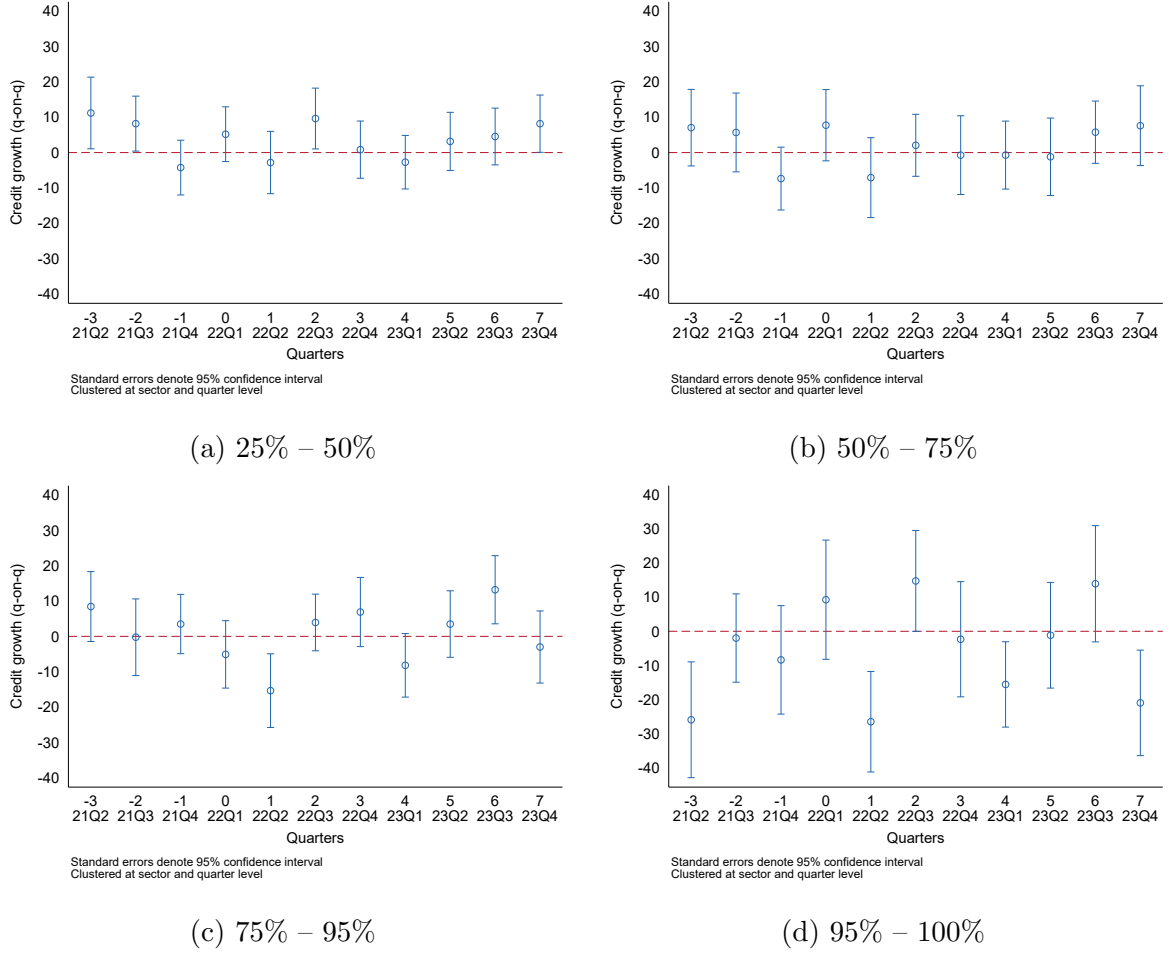 40
30
20
10
0
-10
-20
-30
-40
Credit growth (q-on-q)
-3 -2 -1 0 1 2 3 4 5 6 7
21Q2 21Q3 21Q4 22Q1 22Q2 22Q3 22Q4 23Q1 23Q2 23Q3 23Q4
Quarters
Standard errors denote 95% confidence interval
Clustered at sector and quarter level
(a) 25% – 50%
40
30
20
10
0
-10
-20
-30
-40
Credit growth (q-on-q)
-3 -2 -1 0 1 2 3 4 5 6 7
21Q2 21Q3 21Q4 22Q1 22Q2 22Q3 22Q4 23Q1 23Q2 23Q3 23Q4
Quarters
Standard errors denote 95% confidence interval
Clustered at sector and quarter level
(b) 50% – 75%
40
30
20
10
0
-10
-20
-30
-40
Credit growth (q-on-q)
-3 -2 -1 0 1 2 3 4 5 6 7
21Q2 21Q3 21Q4 22Q1 22Q2 22Q3 22Q4 23Q1 23Q2 23Q3 23Q4
Quarters
Standard errors denote 95% confidence interval
Clustered at sector and quarter level
(c) 75% – 95%
40
30
20
10
0
-10
-20
-30
-40
Credit growth (q-on-q)
-3 -2 -1 0 1 2 3 4 5 6 7
21Q2 21Q3 21Q4 22Q1 22Q2 22Q3 22Q4 23Q1 23Q2 23Q3 23Q4
Quarters
Standard errors denote 95% confidence interval
Clustered at sector and quarter level
(d) 95% – 100%